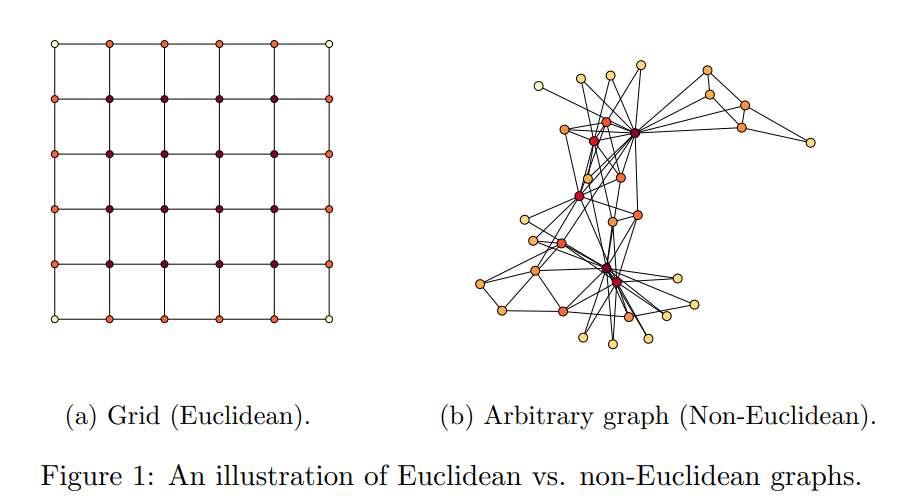 (a) Grid (Euclidean).
(b) Arbitrary graph (Non-Euclidean).
Figure 1: An illustration of Euclidean vs. non-Euclidean graphs.